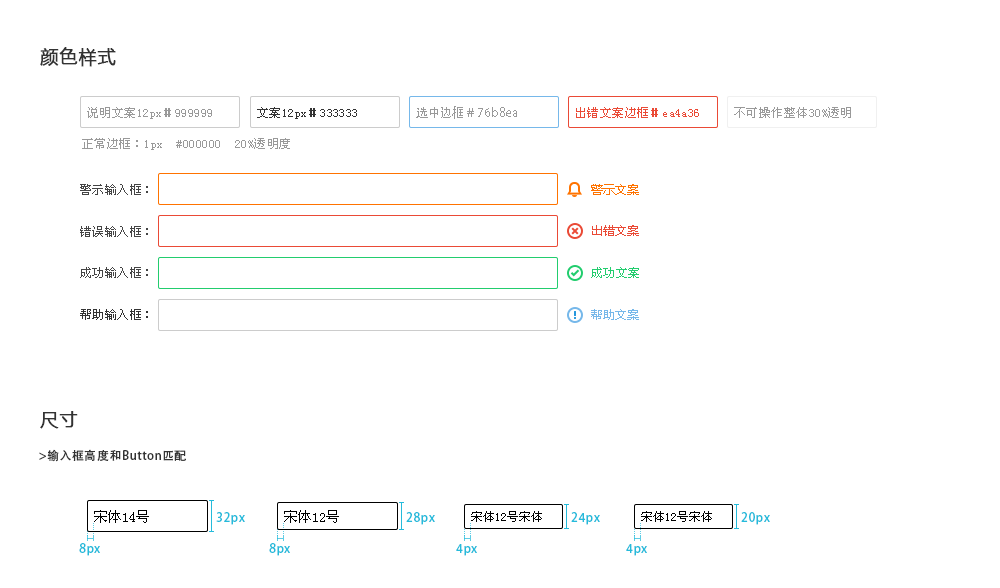 颜色样式
说明文案12px＃999999 文案12px＃333333 选中边框＃76b8ea 出错文案边框＃ea4a36 不可操作整体30%透明
正常边框：1px #000000 20%透明度
警示输入框： 警示文案
错误输入框： 出错文案
成功输入框： 成功文案
帮助输入框： 帮助文案
尺寸
>输入框高度和Button匹配
宋体14号 32px 宋体12号 28px 宋体12号宋体 24px 宋体12号宋体 20px
8px 8px 4px 4px